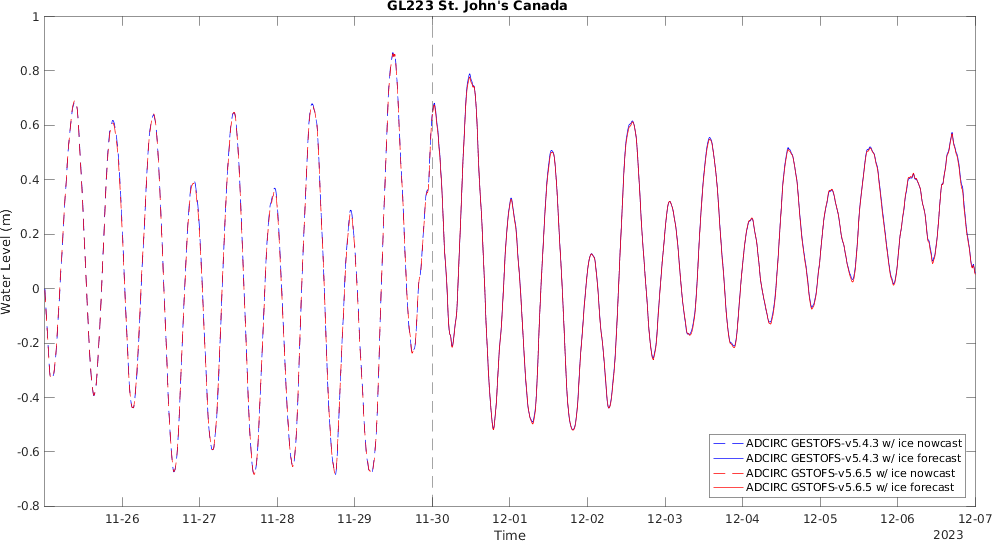 GL223 St. John's Canada
1
0.8
0.6
0.4
0.2
0
-0.2
-0.4
-0.6
-0.8
Water Level (m)
11-26 11-27 11-28 11-29 11-30 12-01 12-02 12-03 12-04 12-05 12-06 12-07
Time
2023
ADCIRC GESTOFS-v5.4.3 w/ ice nowcast
ADCIRC GESTOFS-v5.4.3 w/ ice forecast
ADCIRC GSTOFS-v5.6.5 w/ ice nowcast
ADCIRC GSTOFS-v5.6.5 w/ ice forecast